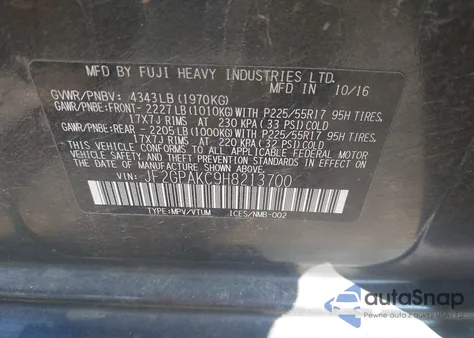 MFD BY FUJI HEAVY INDUSTRIES LTD.
MFD IN 10/16
GVWR/PNBV: 4343LB(1970KG)
GAWR/PNBE:FRONT-2227LB(1010KG)WITH P225/55R17 95H TIRES,
17X7J RIMS AT 230 KPA(33 PSI)COLD
GAWR/PNBE:REAR -2205LB(1000KG)WITH P225/55R17 95H TIRES,
17X7J RIMS AT 220 KPA(32 PSI)COLD
THIS VEHICLE CONFORMS TO ALL APPLICABLE FEDERAL MOTOR
VEHICLE SAFETY STANDARDS IN EFFECT ON THE
DATE OF MANUFACTURE SHOWN ABOVE.
VIN: JF2GPAKC9H8213700
TYPE:MPV/VTUM ICES/NMB-002
autoSnap
Pewne auta z aukcji USA